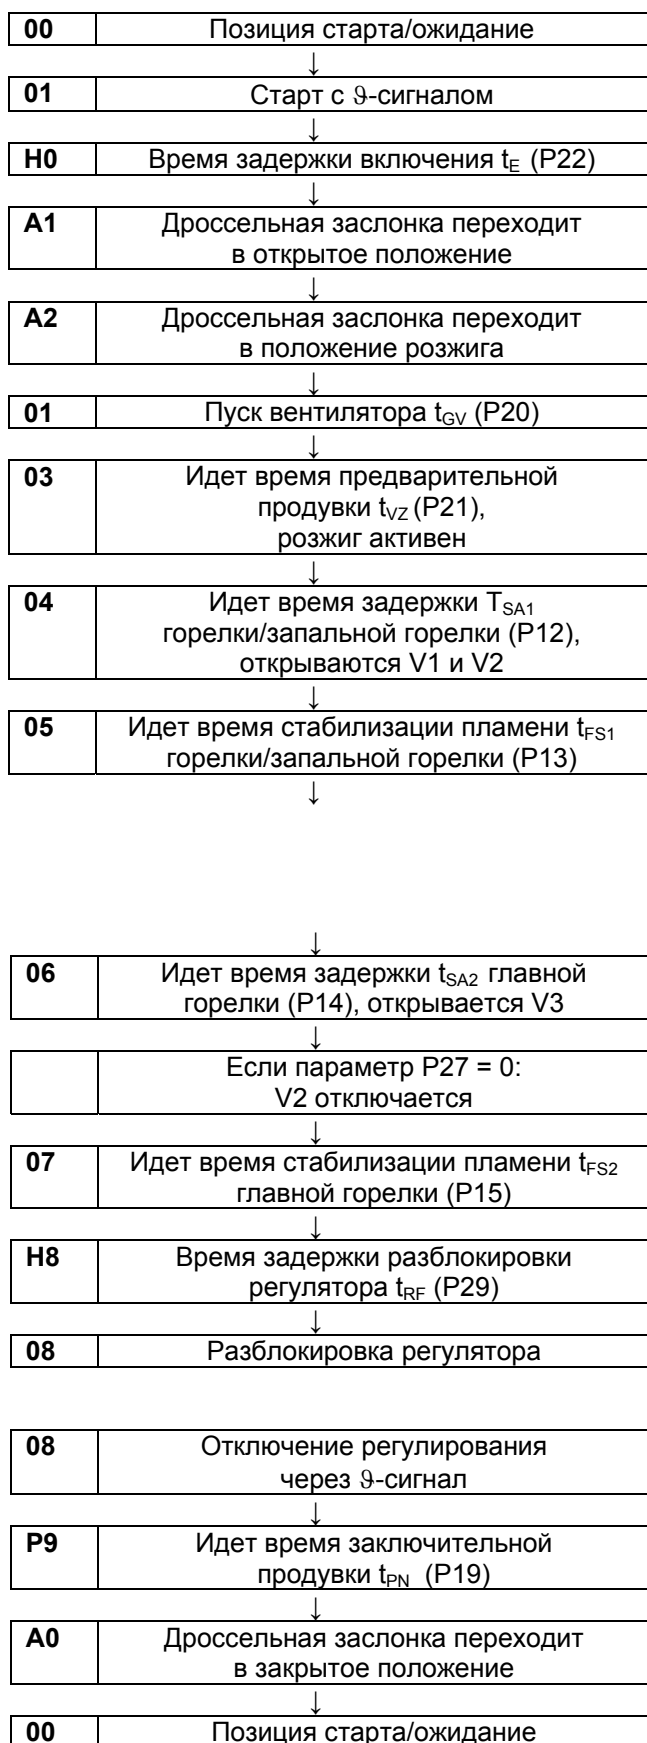 00 Позиция старта/ожидание
↓
01 Старт с ϑ-сигналом
↓
H0 Время задержки включения tE (P22)
↓
A1 Дроссельная заслонка переходит
в открытое положение
↓
A2 Дроссельная заслонка переходит
в положение розжига
↓
01 Пуск вентилятора tGV (P20)
↓
03 Идет время предварительной
продувки tVZ (P21),
розжиг активен
↓
04 Идет время задержки TSA1
горелки/запальной горелки (P12),
открываются V1 и V2
↓
05 Идет время стабилизации пламени tFS1
горелки/запальной горелки (P13)
↓
↓
06 Идет время задержки tSA2 главной
горелки (P14), открывается V3
↓
Если параметр P27 = 0:
V2 отключается
↓
07 Идет время стабилизации пламени tFS2
главной горелки (P15)
↓
H8 Время задержки разблокировки
регулятора tRF (P29)
↓
08 Разблокировка регулятора
08 Отключение регулирования
через ϑ-сигнал
↓
P9 Идет время заключительной
продувки tPN (P19)
↓
A0 Дроссельная заслонка переходит
в закрытое положение
↓
00 Позиция старта/ожидание